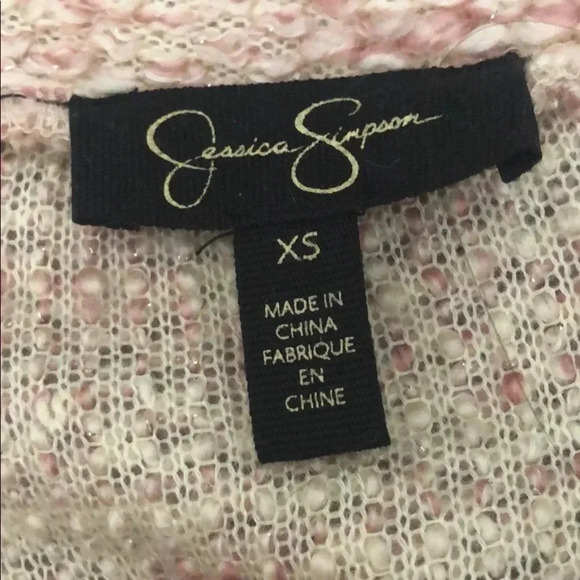 Jessica Simpson
XS
MADE IN
CHINA
FABRIQUE
EN
CHINE